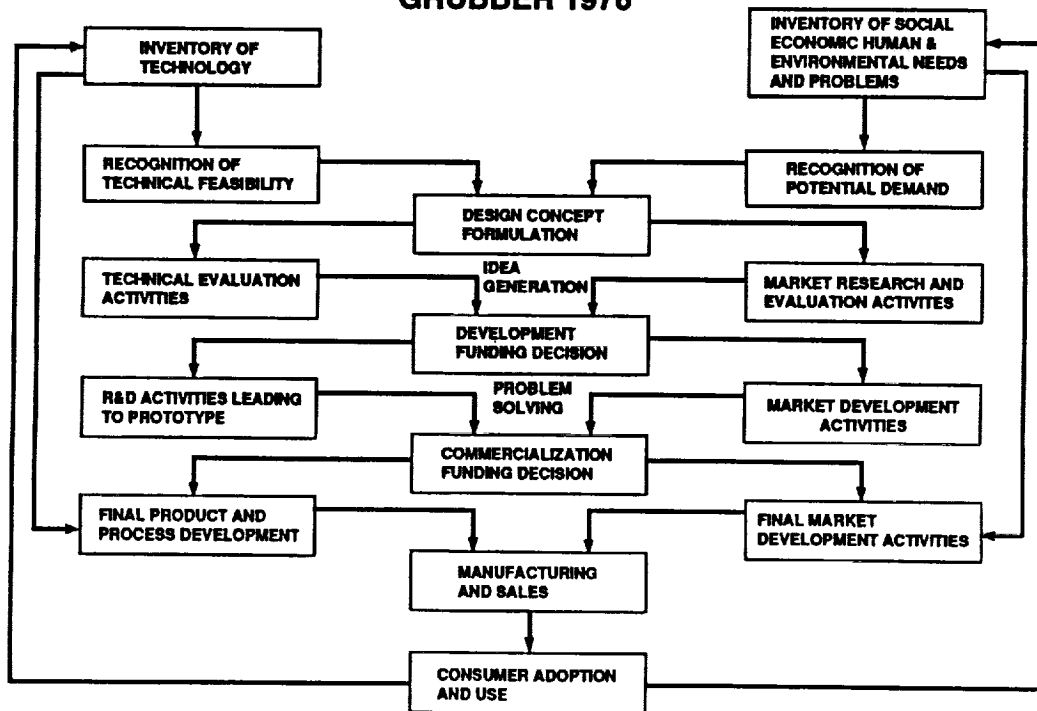 GRUBBER 1976
INVENTORY OF
TECHNOLOGY
INVENTORY OF SOCIAL
ECONOMIC HUMAN &
ENVIRONMENTAL NEEDS
AND PROBLEMS
RECOGNITION OF
TECHNICAL FEASIBILITY
RECOGNITION OF
POTENTIAL DEMAND
DESIGN CONCEPT
FORMULATION
TECHNICAL EVALUATION
ACTIVITIES
IDEA
GENERATION
MARKET RESEARCH AND
EVALUATION ACTIVITES
DEVELOPMENT
FUNDING DECISION
R&D ACTIVITIES LEADING
TO PROTOTYPE
PROBLEM
SOLVING
MARKET DEVELOPMENT
ACTIVITIES
COMMERCIALIZATION
FUNDING DECISION
FINAL PRODUCT AND
PROCESS DEVELOPMENT
FINAL MARKET
DEVELOPMENT ACTIVITIES
MANUFACTURING
AND SALES
CONSUMER ADOPTION
AND USE